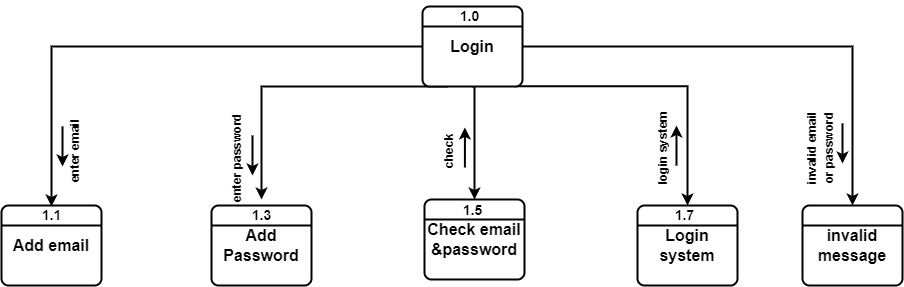 1.0
Login
enter email
enter password
check
login system
invalid email
or password
1.1
Add email
1.3
Add
Password
1.5
Check email
&password
1.7
Login
system
invalid
message